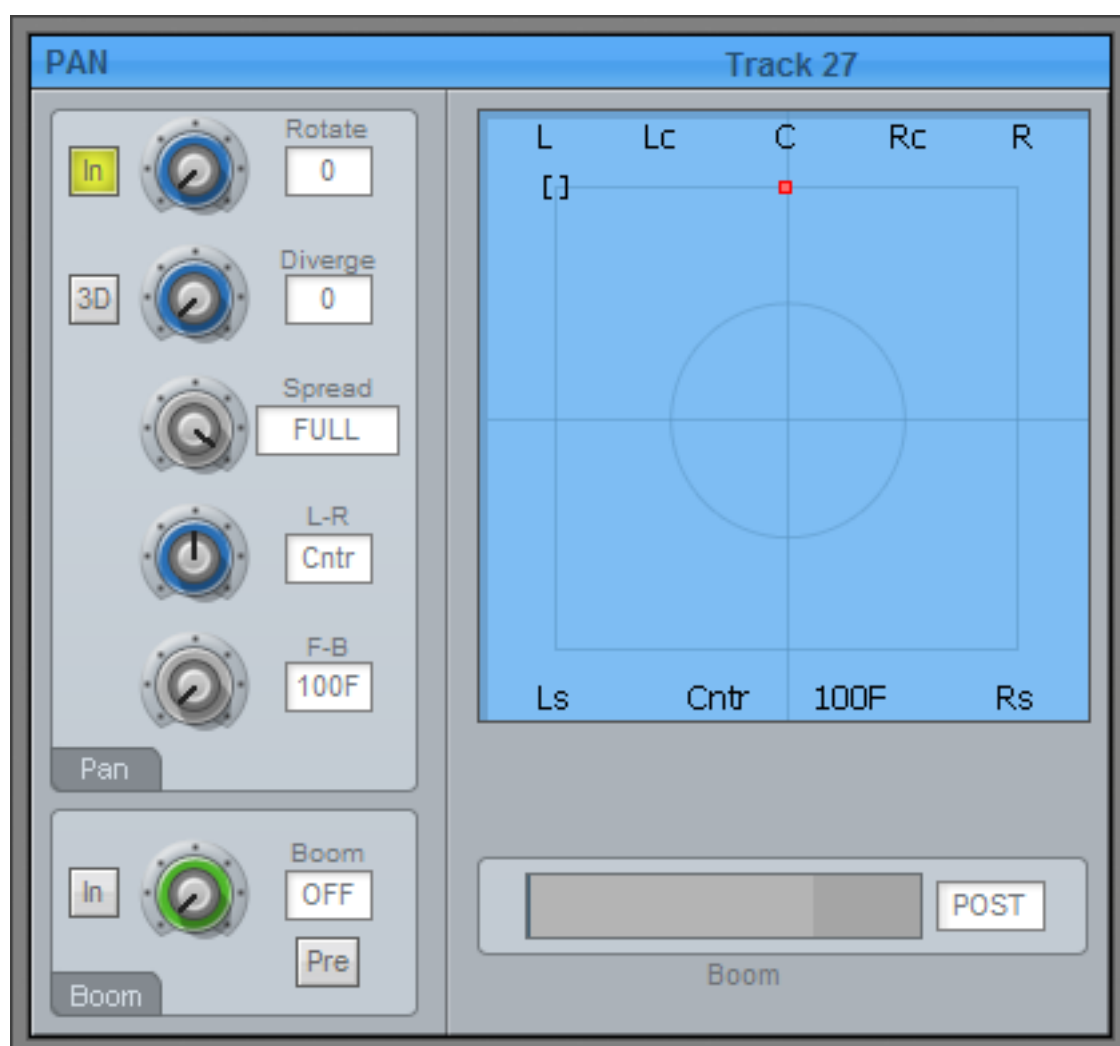 PAN Track 27
In Rotate
0
3D Diverge
0
Spread
FULL
L-R
Cntr
F-B
100F
Pan
L Lc C Rc R
[]
Ls Cntr 100F Rs
In Boom
OFF
Pre
Boom
POST
Boom